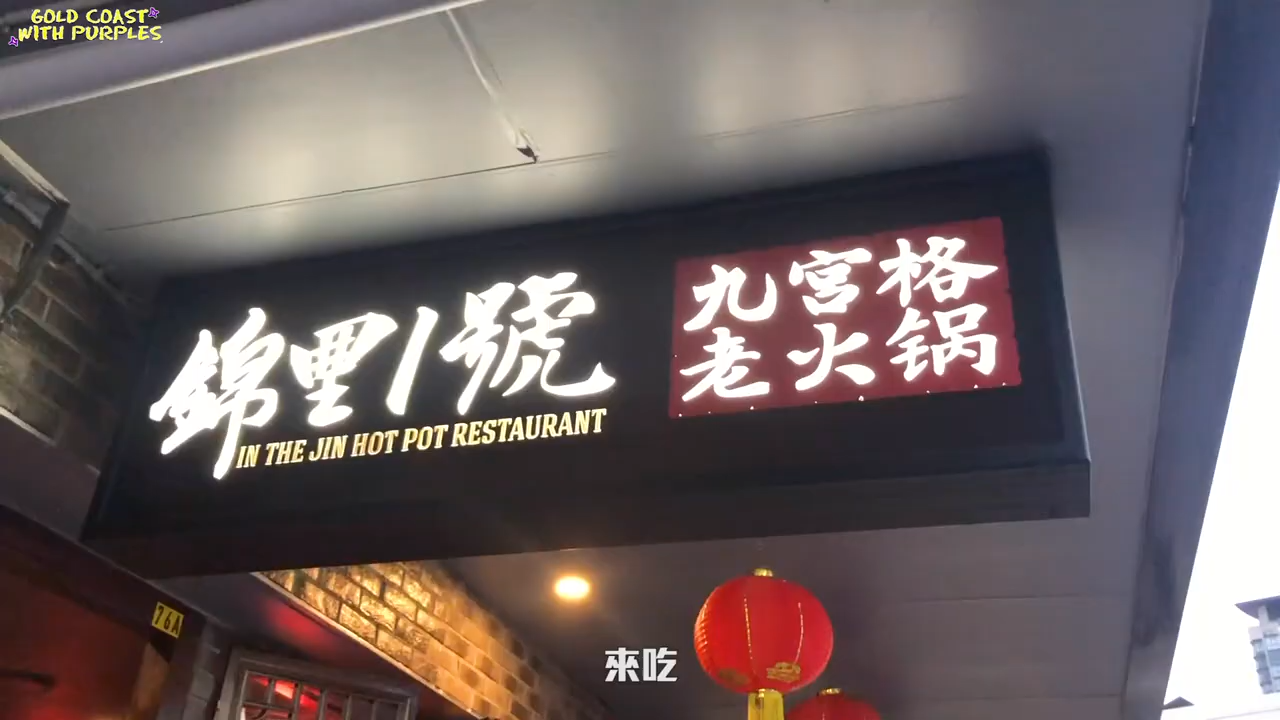 GOLD COAST
WITH PURPLES
錦里1號
IN THE JIN HOT POT RESTAURANT
九宮格
老火锅
76A
來吃